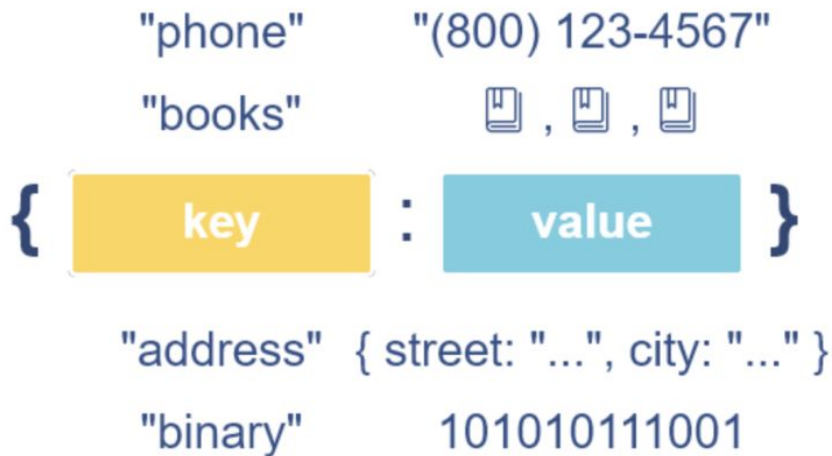 "phone" "(800) 123-4567"
"books" , ,
{ key : value }
"address" { street: "...", city: "..." }
"binary" 101010111001